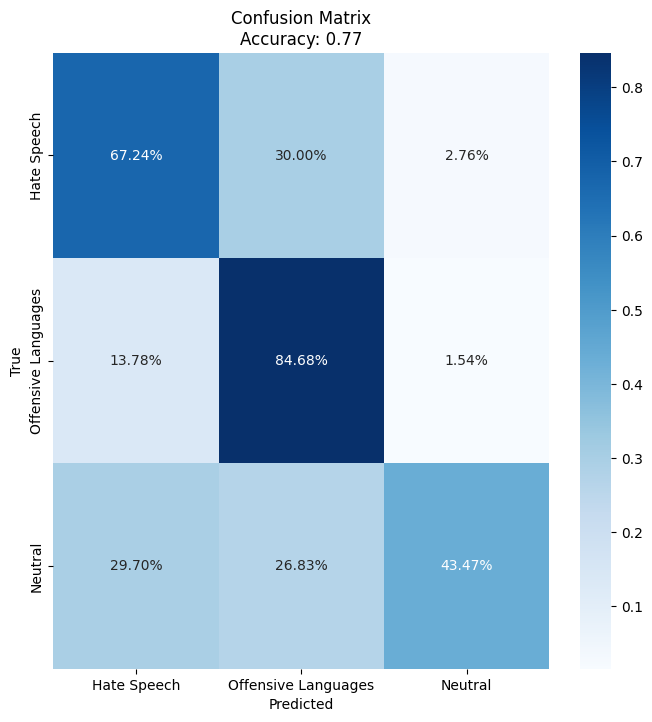 Confusion Matrix
Accuracy: 0.77
True
Hate Speech
67.24%
30.00%
2.76%
Offensive Languages
13.78%
84.68%
1.54%
Neutral
29.70%
26.83%
43.47%
Hate Speech
Offensive Languages
Neutral
Predicted
0.8
0.7
0.6
0.5
0.4
0.3
0.2
0.1